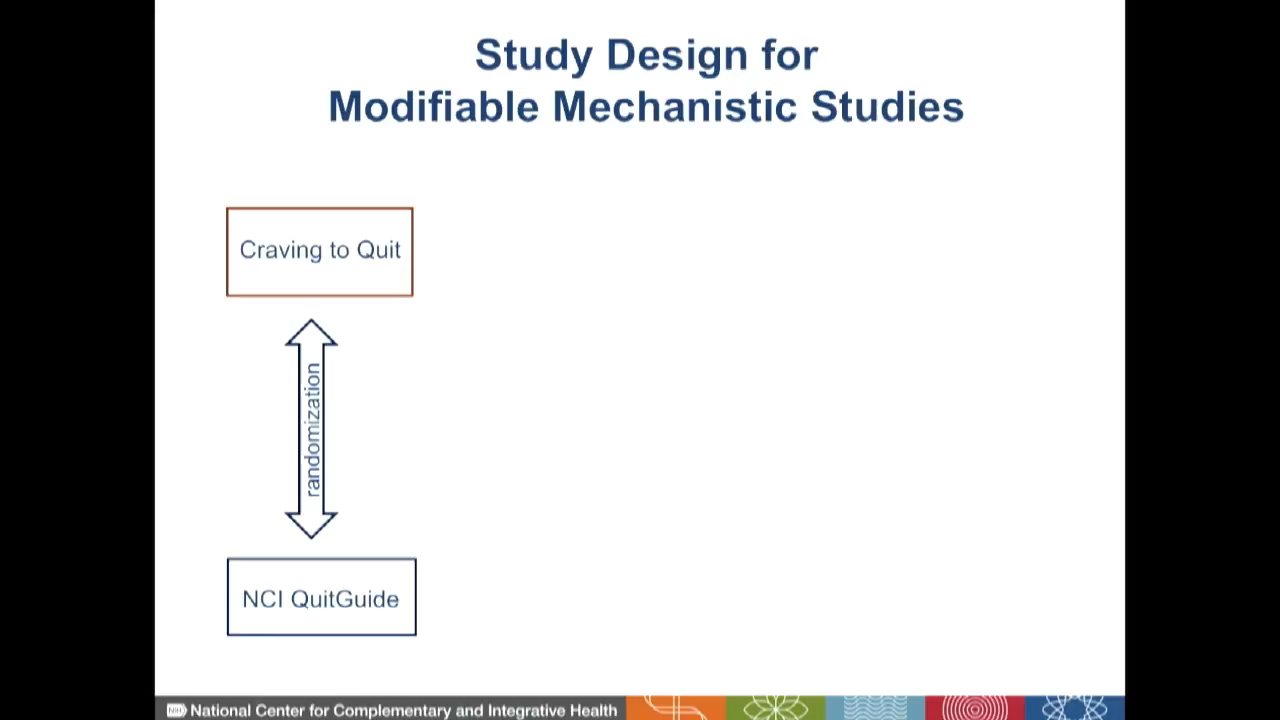 Study Design for
Modifiable Mechanistic Studies
Craving to Quit
randomization
NCI QuitGuide
NIH National Center for Complementary and Integrative Health